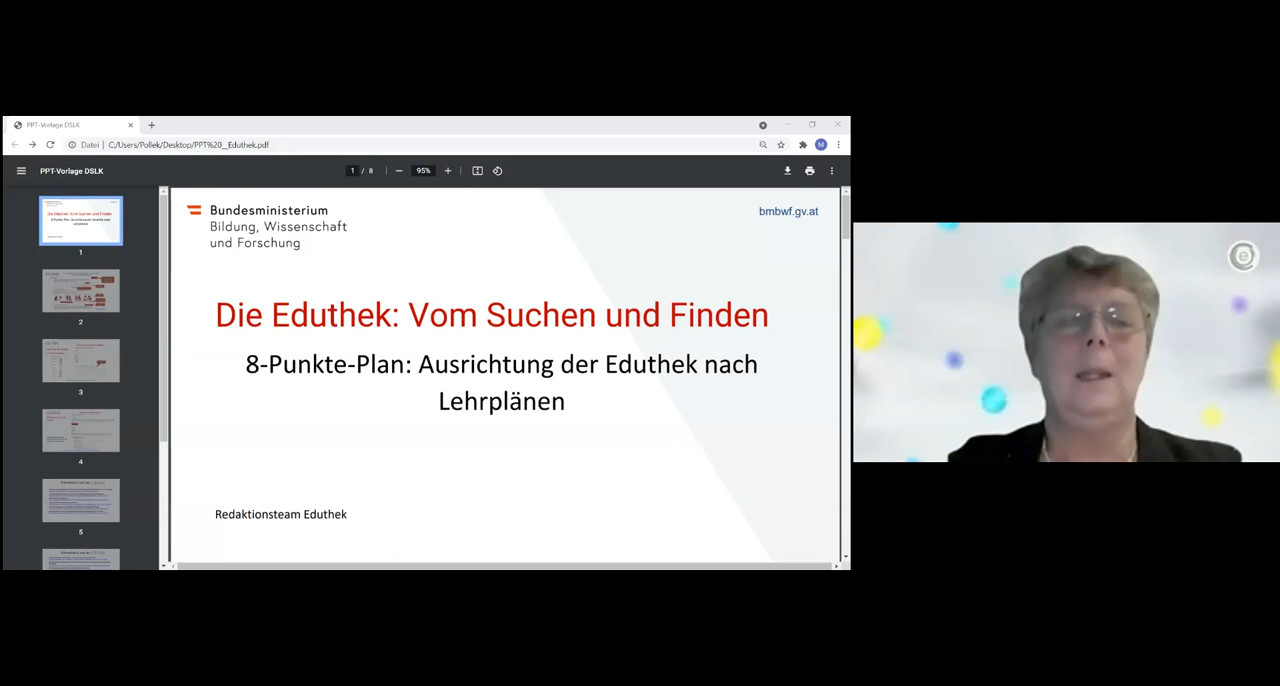 PPT-Vorlage DSLK
Datei | C:/Users/Pollek/Desktop/PPT%20__Eduthek.pdf
M
PPT-Vorlage DSLK
1 / 8
95%
1
2
3
4
5
Bundesministerium
Bildung, Wissenschaft
und Forschung
bmbwf.gv.at
Die Eduthek: Vom Suchen und Finden
8-Punkte-Plan: Ausrichtung der Eduthek nach
Lehrplänen
Redaktionsteam Eduthek
e